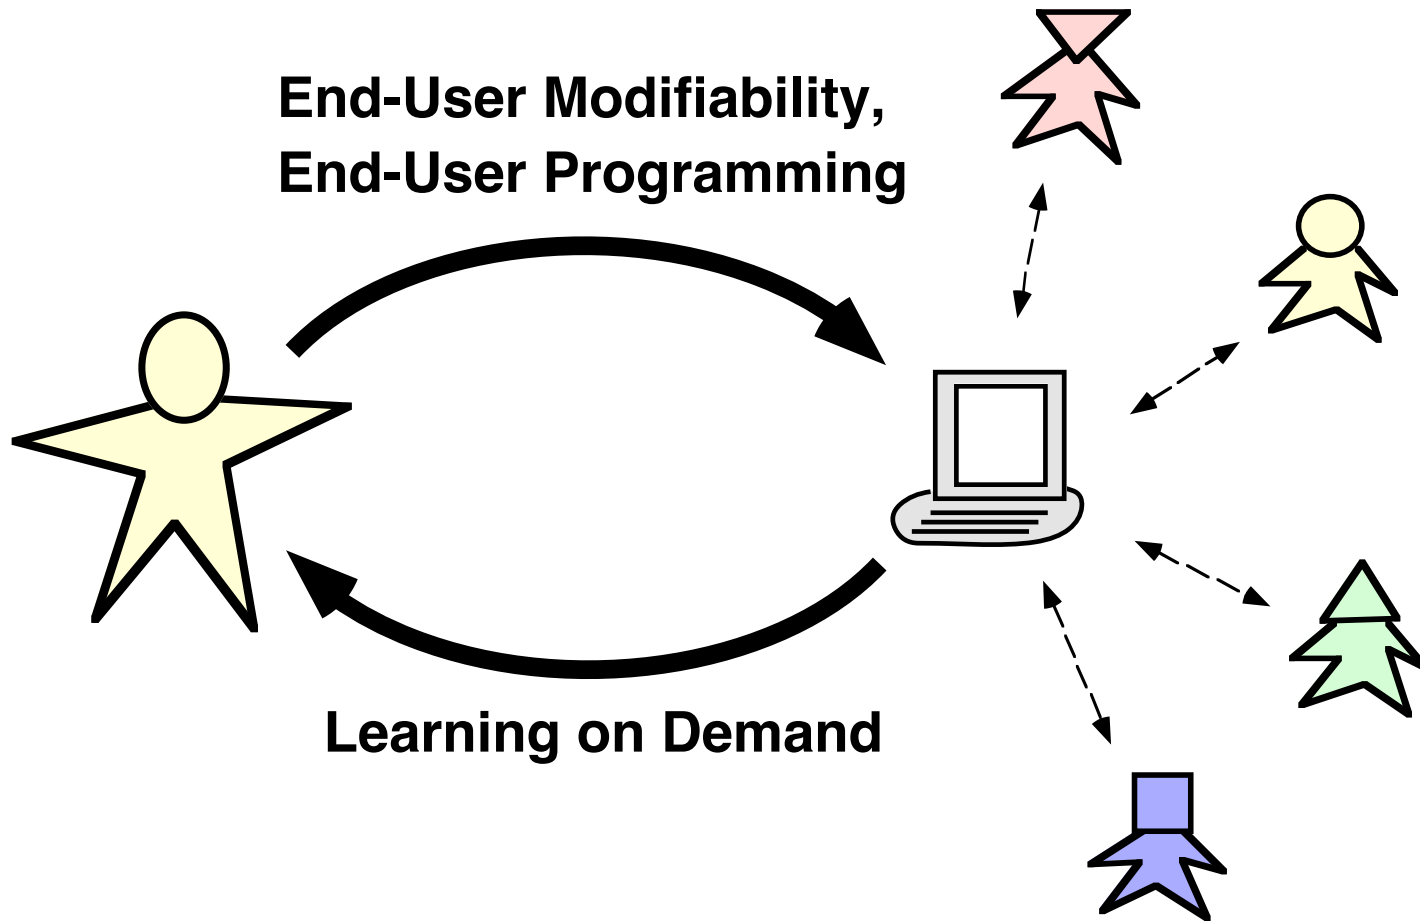 End-User Modifiability,
End-User Programming
Learning on Demand